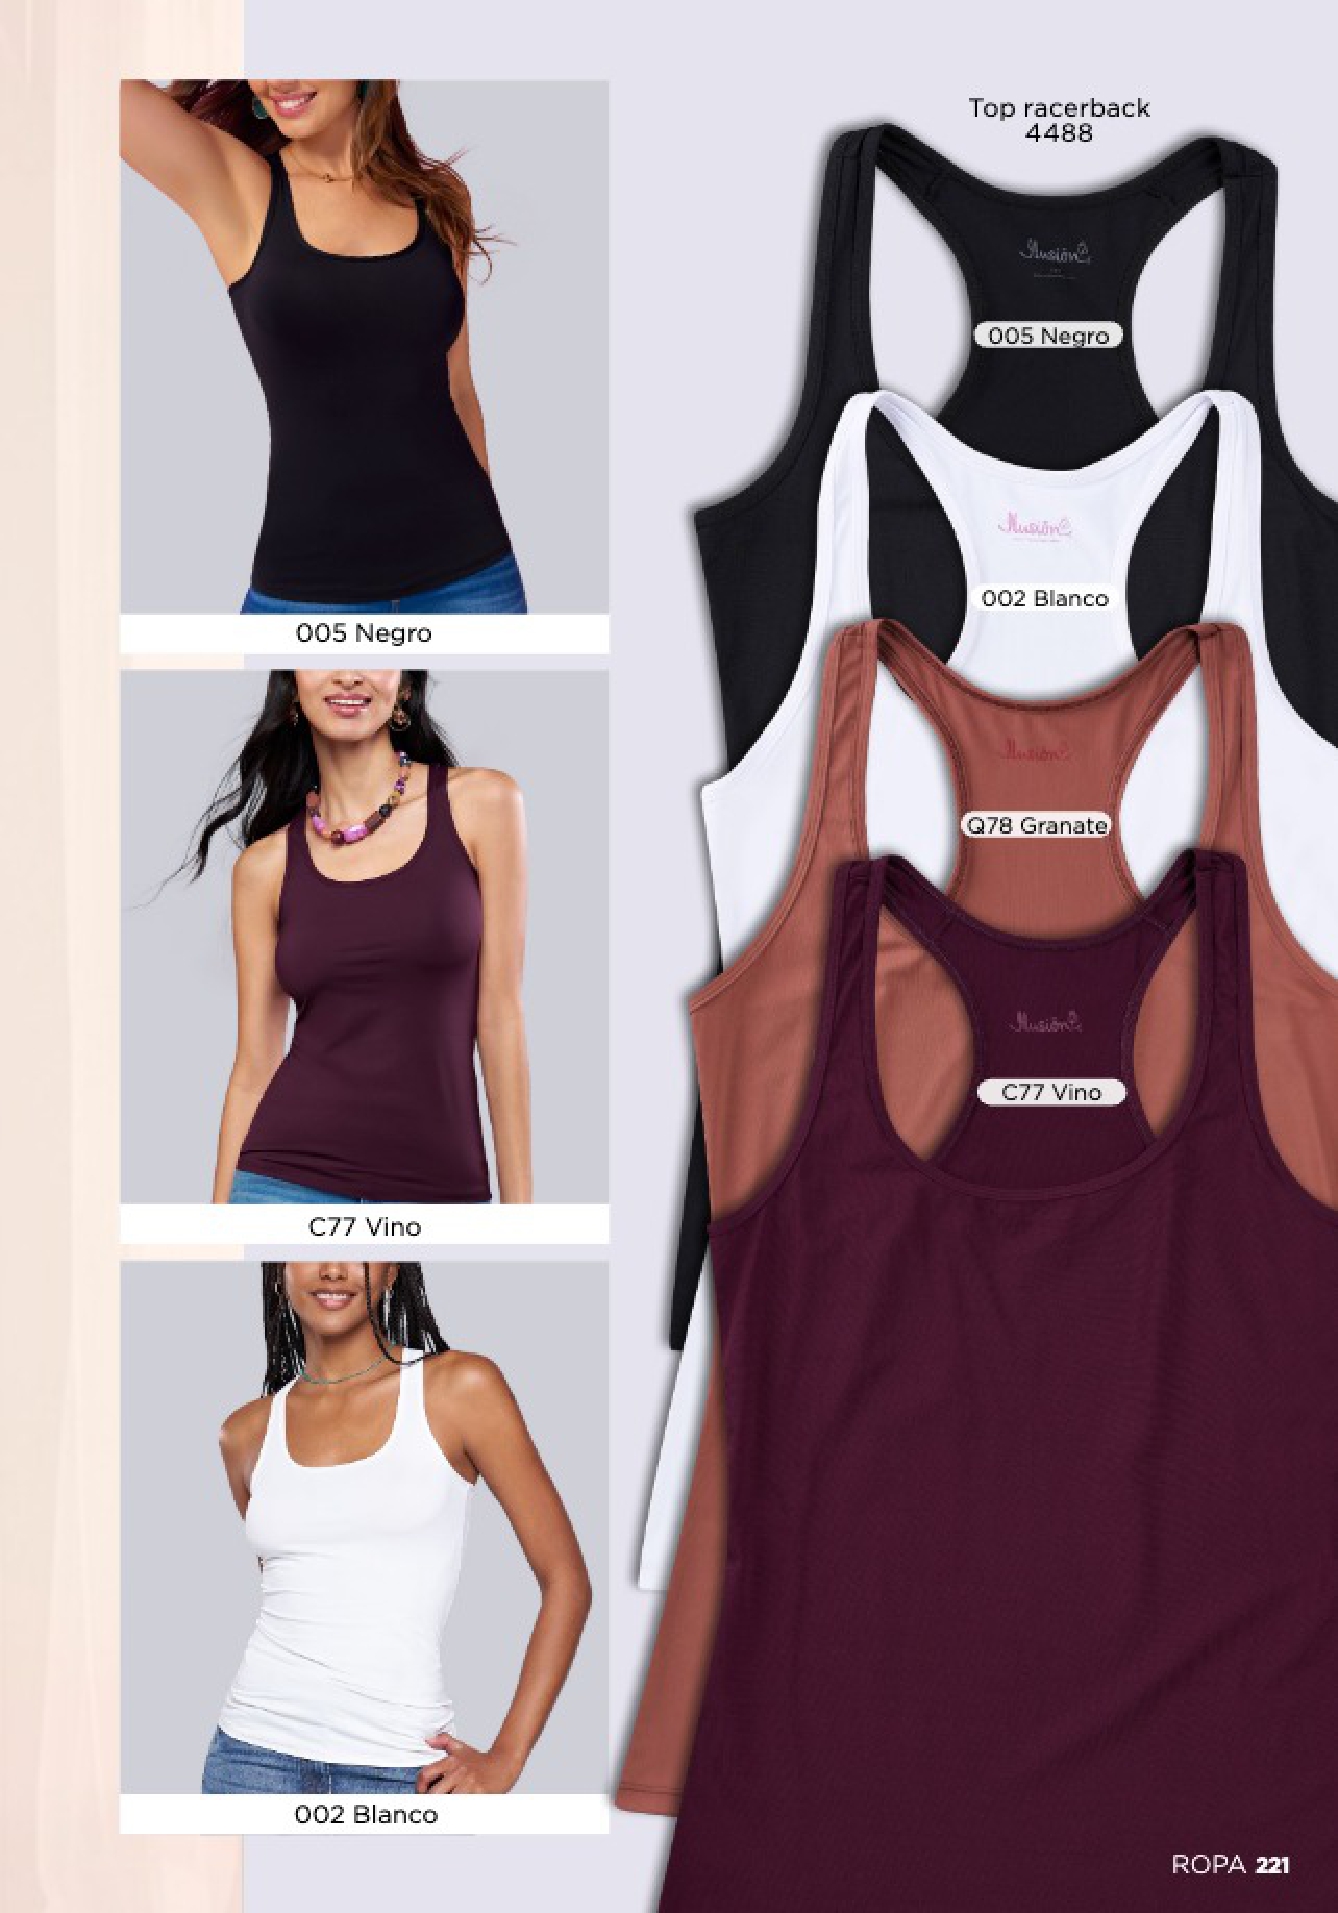 Top racerback
4488
Ilusión
005 Negro
Ilusión
002 Blanco
Ilusión
Q78 Granate
Ilusión
C77 Vino
005 Negro
C77 Vino
002 Blanco
ROPA 221